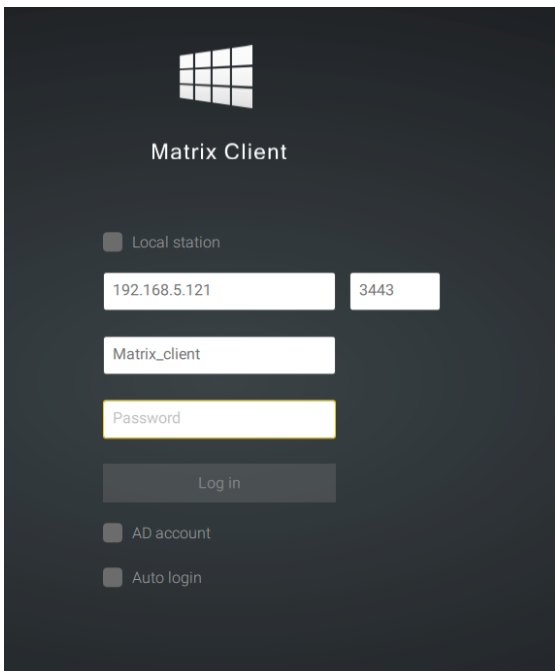 Matrix Client
Local station
192.168.5.121 3443
Matrix_client
Password
Log in
AD account
Auto login